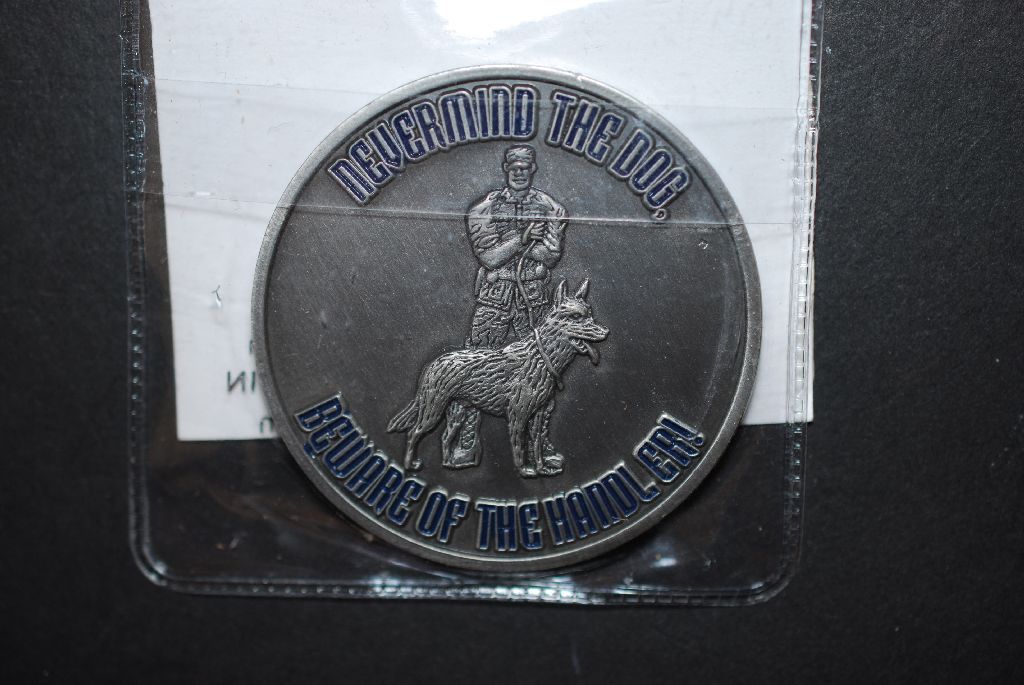 NEVERMIND THE DOG,
BEWARE OF THE HANDLER!